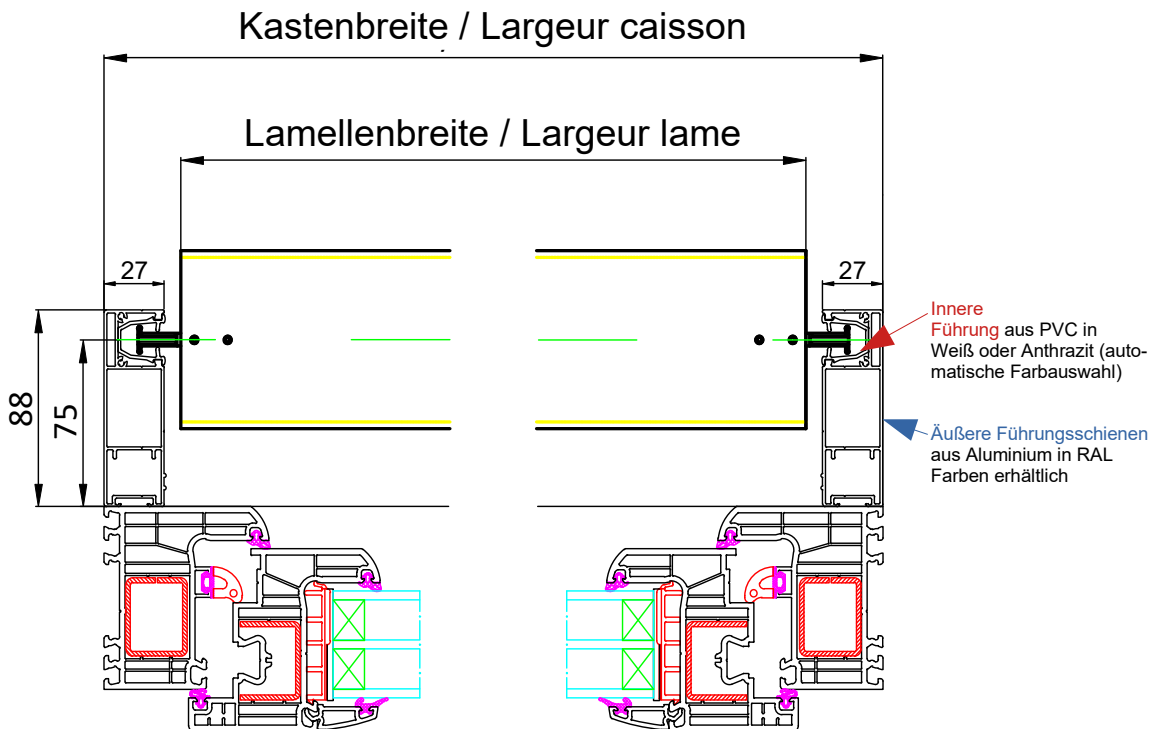 Kastenbreite / Largeur caisson
Lamellenbreite / Largeur lame
27
27
88
75
Innere
Führung aus PVC in
Weiß oder Anthrazit (auto-
matische Farbauswahl)
Äußere Führungsschienen
aus Aluminium in RAL
Farben erhältlich